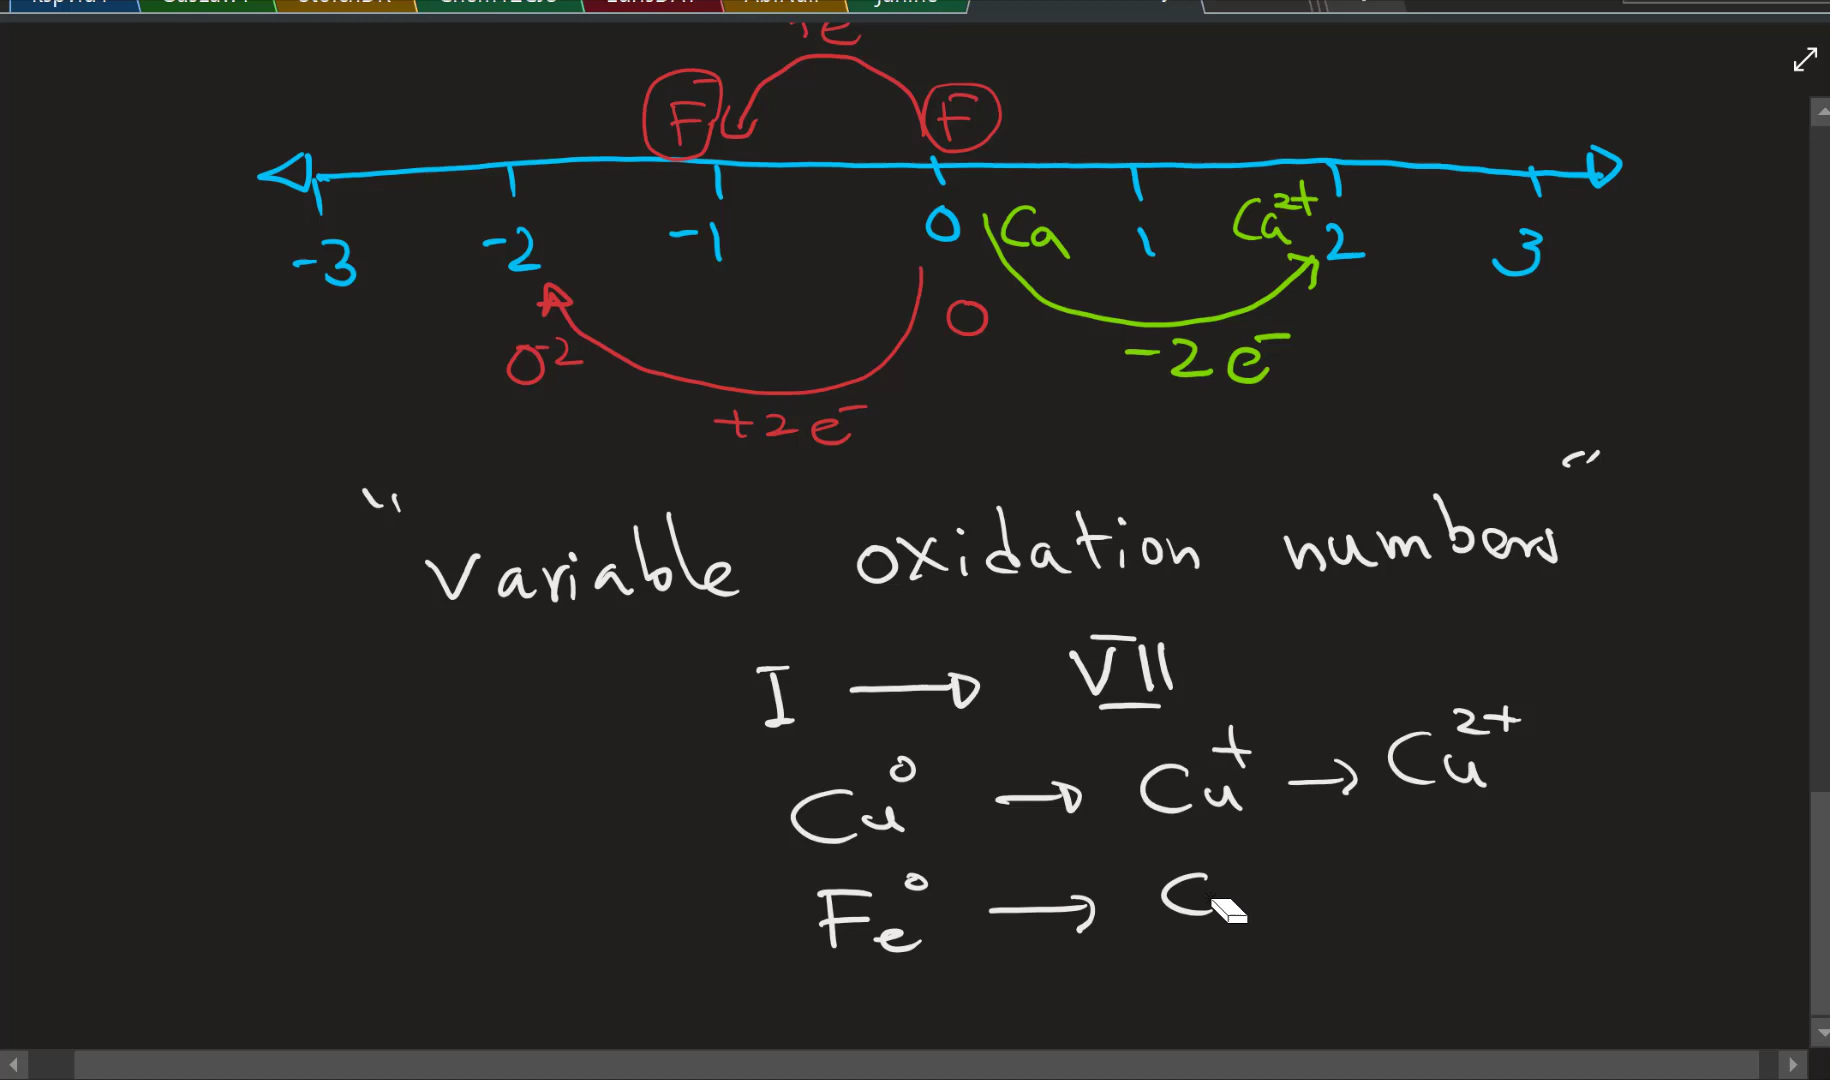 F⁻ F
-3 -2 -1 0 Ca 1 Ca²⁺ 2 3
O⁻² O -2e⁻
+2e⁻
"Variable oxidation numbers"
I → VII
Cu⁰ → Cu⁺ → Cu²⁺
Fe⁰ → C